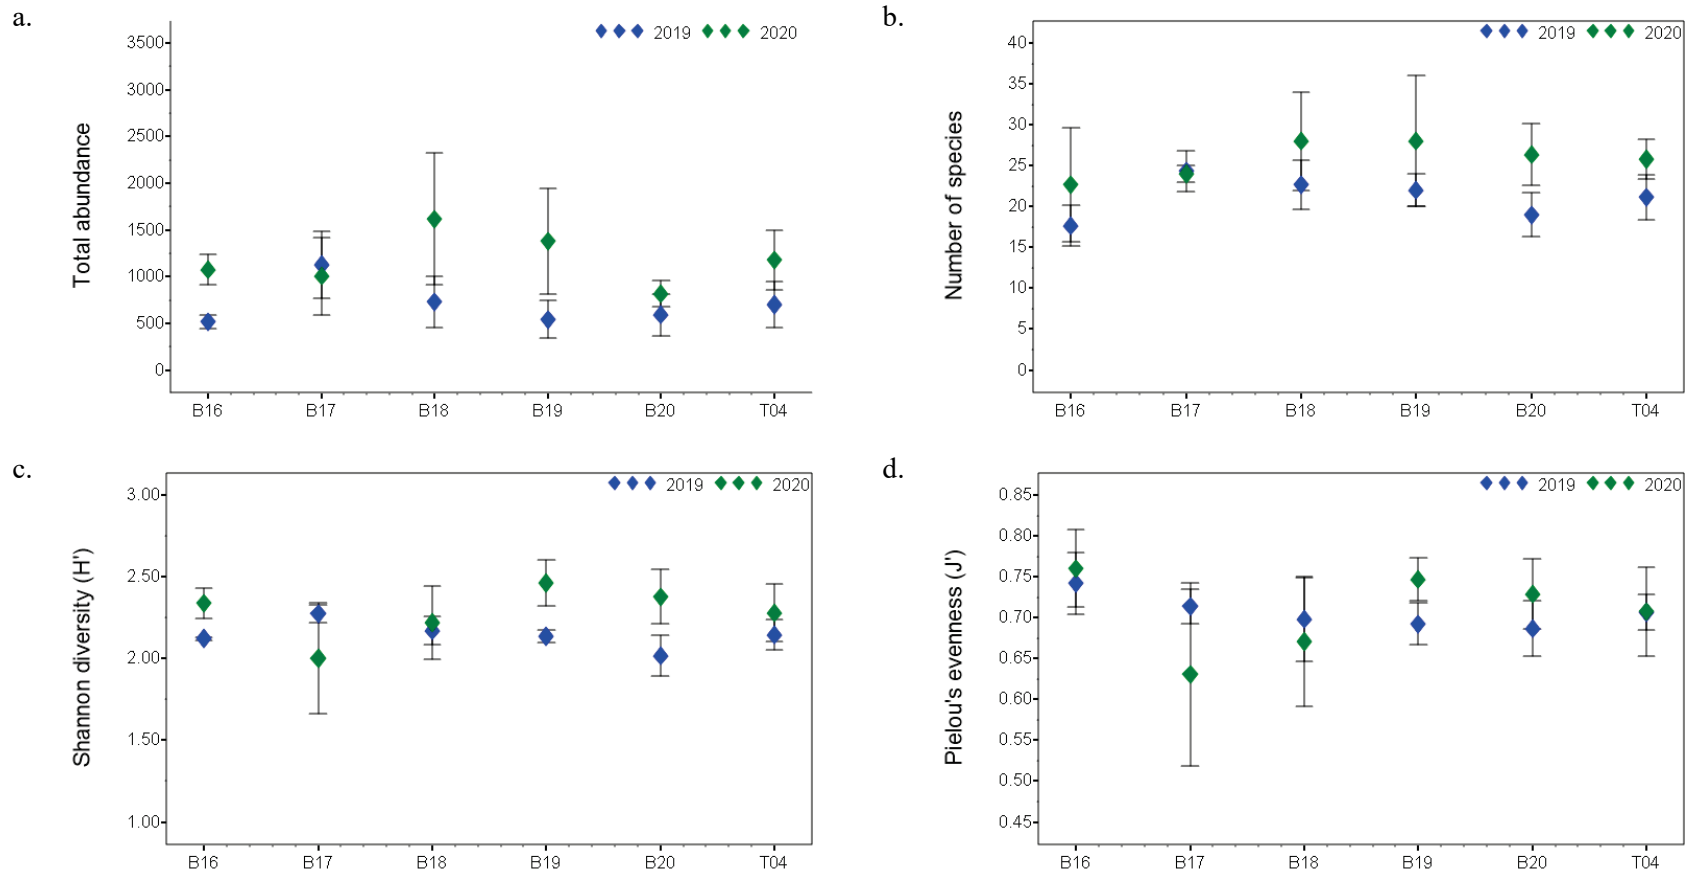 a.
2019 2020
Total abundance
3500
3000
2500
2000
1500
1000
500
0
B16 B17 B18 B19 B20 T04
b.
2019 2020
Number of species
40
35
30
25
20
15
10
5
0
B16 B17 B18 B19 B20 T04
c.
2019 2020
Shannon diversity (H')
3.00
2.50
2.00
1.50
1.00
B16 B17 B18 B19 B20 T04
d.
2019 2020
Pielou's evenness (J')
0.85
0.80
0.75
0.70
0.65
0.60
0.55
0.50
0.45
B16 B17 B18 B19 B20 T04